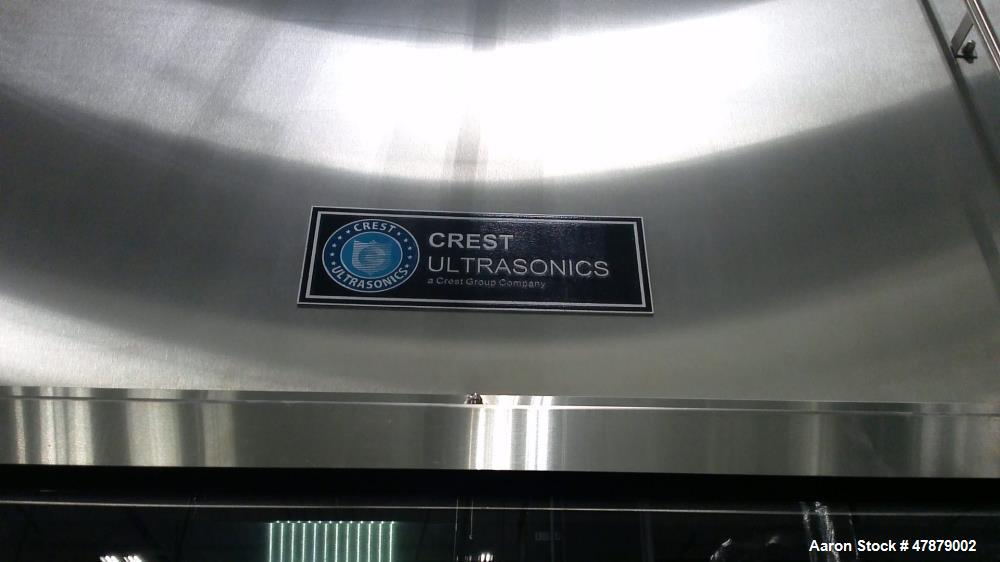 CREST
ULTRASONICS
CREST
ULTRASONICS
a Crest Group Company
Aaron Stock # 47879002